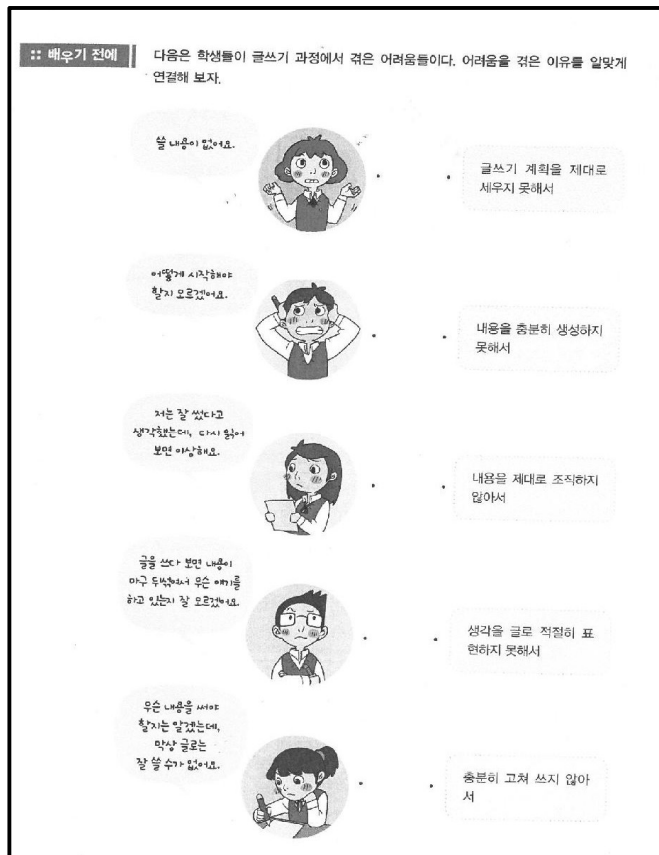 :: 배우기 전에
다음은 학생들이 글쓰기 과정에서 겪은 어려움들이다. 어려움을 겪은 이유를 알맞게
연결해 보자.
쓸 내용이 없어요.
글쓰기 계획을 제대로
세우지 못해서
어떻게 시작해야
할지 모르겠어요.
내용을 충분히 생성하지
못해서
저는 잘 썼다고
생각했는데, 다시 읽어
보면 이상해요.
내용을 제대로 조직하지
않아서
글을 쓰다 보면 내용이
마구 뒤섞여서 무슨 얘기를
하고 있는지 잘 모르겠어요.
생각을 글로 적절히 표
현하지 못해서
무슨 내용을 써야
할지는 알겠는데,
막상 글로는
잘 쓸 수가 없어요.
충분히 고쳐 쓰지 않아
서